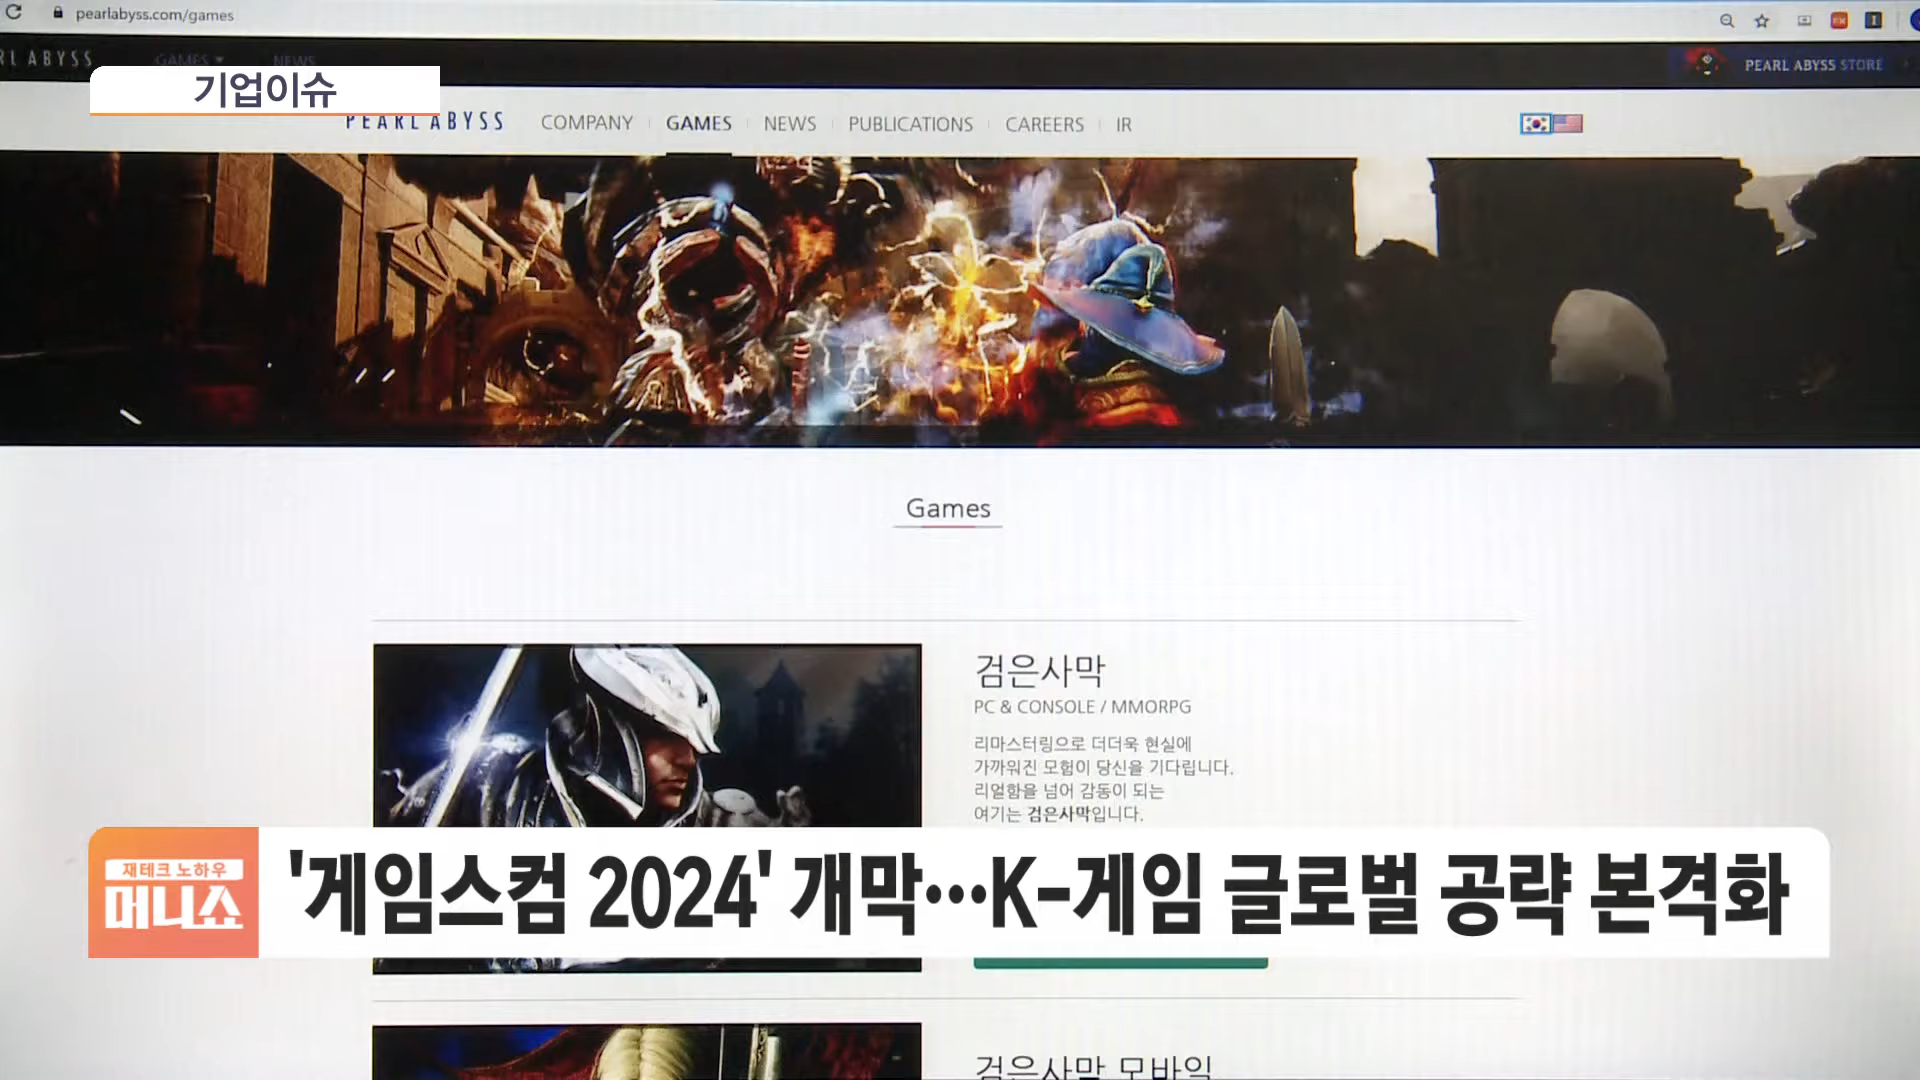 pearlabyss.com/games
RL ABYSS GAMES NEWS PEARL ABYSS STORE
기업이슈
PEARL ABYSS COMPANY GAMES NEWS PUBLICATIONS CAREERS IR
Games
검은사막
PC & CONSOLE / MMORPG
리마스터링으로 더더욱 현실에
가까워진 모험이 당신을 기다립니다.
리얼함을 넘어 감동이 되는
여기는 검은사막입니다.
재테크 노하우
머니쇼
'게임스컴 2024' 개막…K-게임 글로벌 공략 본격화
검은사막 모바일